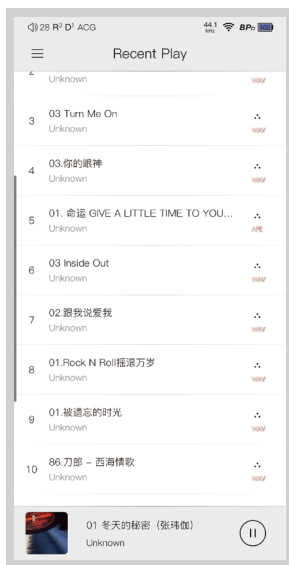 28 R³ D¹ ACG 44.1 kHz BP 100
Recent Play
2
Unknown
3 03 Turn Me On
Unknown WAV
4 03.你的眼神
Unknown WAV
5 01. 命运 GIVE A LITTLE TIME TO YOU...
Unknown APE
6 03 Inside Out
Unknown WAV
7 02.跟我说爱我
Unknown WAV
8 01.Rock N Roll摇滚万岁
Unknown WAV
9 01.被遗忘的时光
Unknown WAV
10 86.刀郎 – 西海情歌
Unknown WAV
01 冬天的秘密（张玮伽）
Unknown